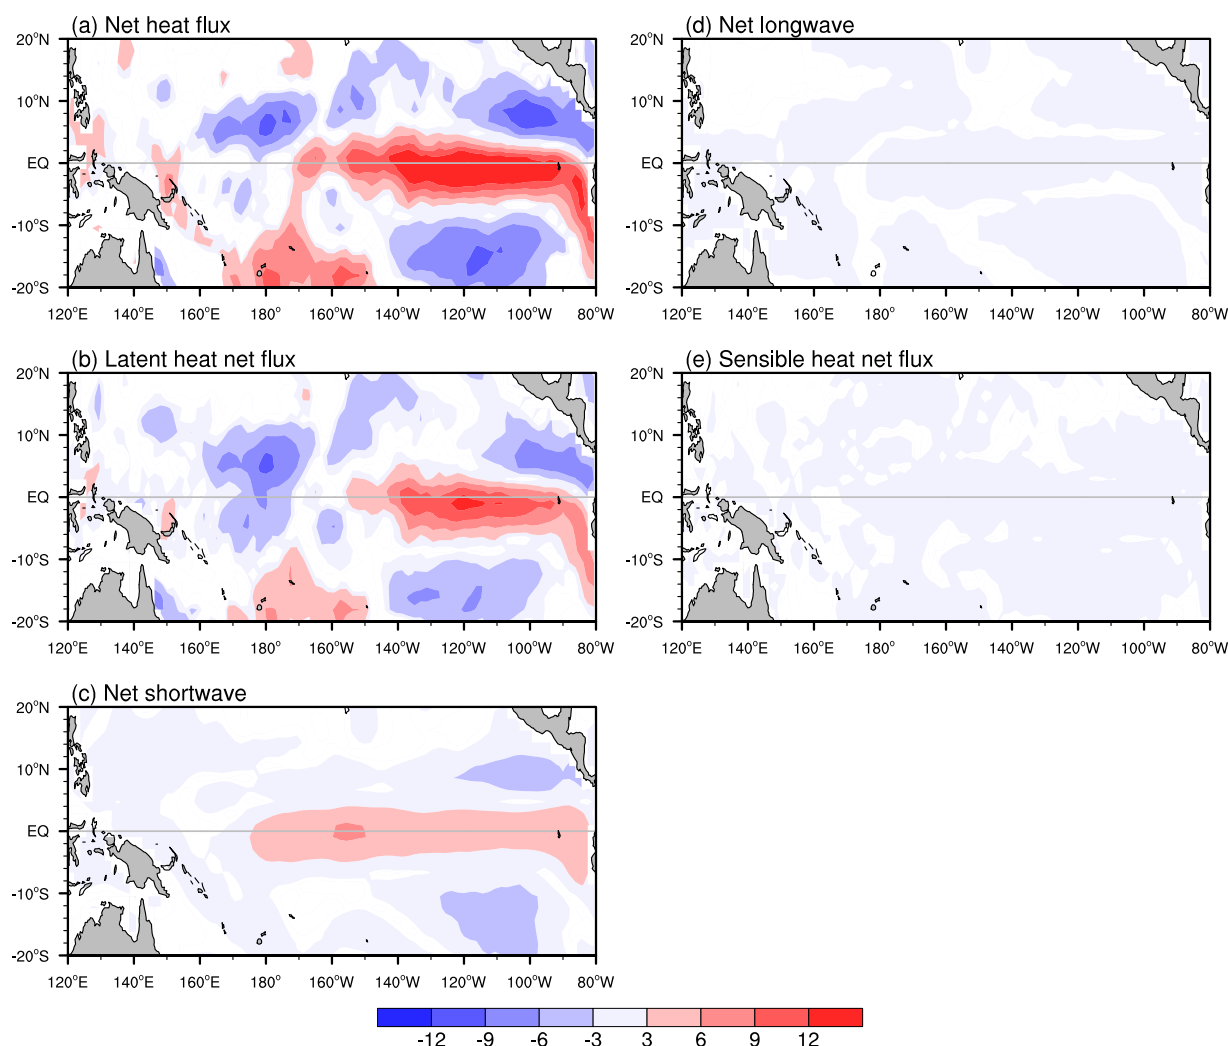 (a) Net heat flux
20°N
10°N
EQ
-10°S
-20°S
120°E 140°E 160°E 180°E 160°W 140°W 120°W 100°W 80°W
(d) Net longwave
20°N
10°N
EQ
-10°S
-20°S
120°E 140°E 160°E 180°E 160°W 140°W 120°W 100°W 80°W
(b) Latent heat net flux
20°N
10°N
EQ
-10°S
-20°S
120°E 140°E 160°E 180°E 160°W 140°W 120°W 100°W 80°W
(e) Sensible heat net flux
20°N
10°N
EQ
-10°S
-20°S
120°E 140°E 160°E 180°E 160°W 140°W 120°W 100°W 80°W
(c) Net shortwave
20°N
10°N
EQ
-10°S
-20°S
120°E 140°E 160°E 180°E 160°W 140°W 120°W 100°W 80°W
-12 -9 -6 -3 3 6 9 12